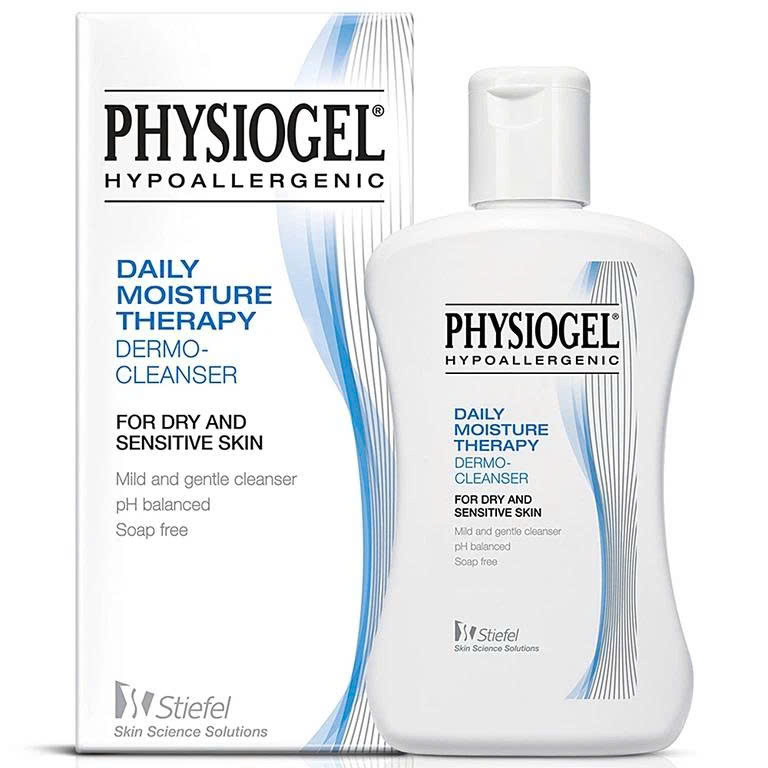 PHYSIOGEL®
HYPOALLERGENIC
DAILY
MOISTURE
THERAPY
DERMO-
CLEANSER
FOR DRY AND
SENSITIVE SKIN
Mild and gentle cleanser
pH balanced
Soap free
Stiefel
Skin Science Solutions
PHYSIOGEL®
HYPOALLERGENIC
DAILY
MOISTURE
THERAPY
DERMO-
CLEANSER
FOR DRY AND
SENSITIVE SKIN
Mild and gentle cleanser
pH balanced
Soap free
Stiefel
Skin Science Solutions